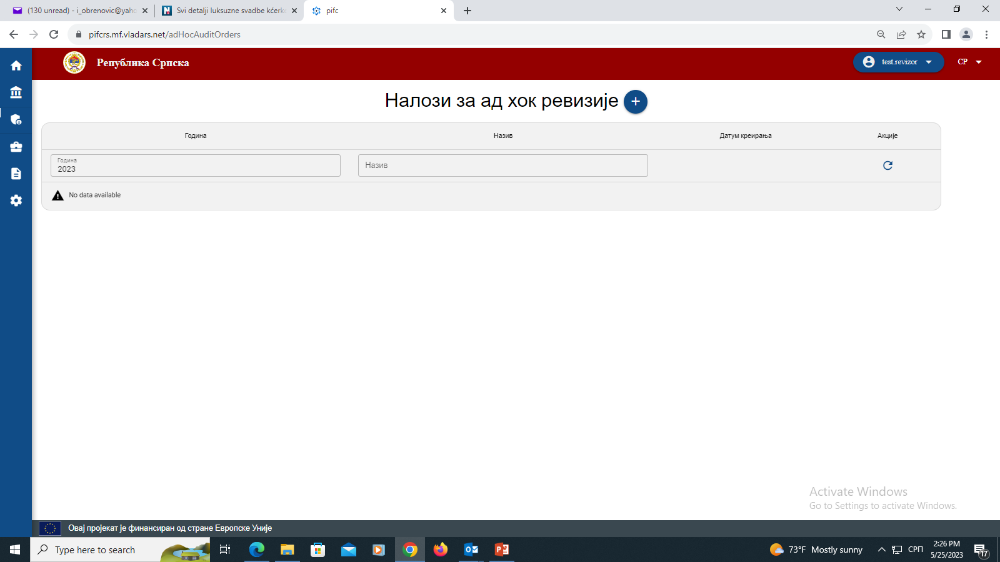 (130 unread) - i_obrenovic@yaho
Svi detalji luksuzne svadbe kćerke
pifc
pifcrs.mf.vladars.net/adHocAuditOrders
Република Српска
test.revizor
СР
Налози за ад хок ревизије
Година
Назив
Датум креирања
Акције
Година
2023
Назив
No data available
Activate Windows
Go to Settings to activate Windows.
Овај пројекат је финансиран од стране Европске Уније
Type here to search
73°F Mostly sunny
СРП
2:26 PM
5/25/2023
17